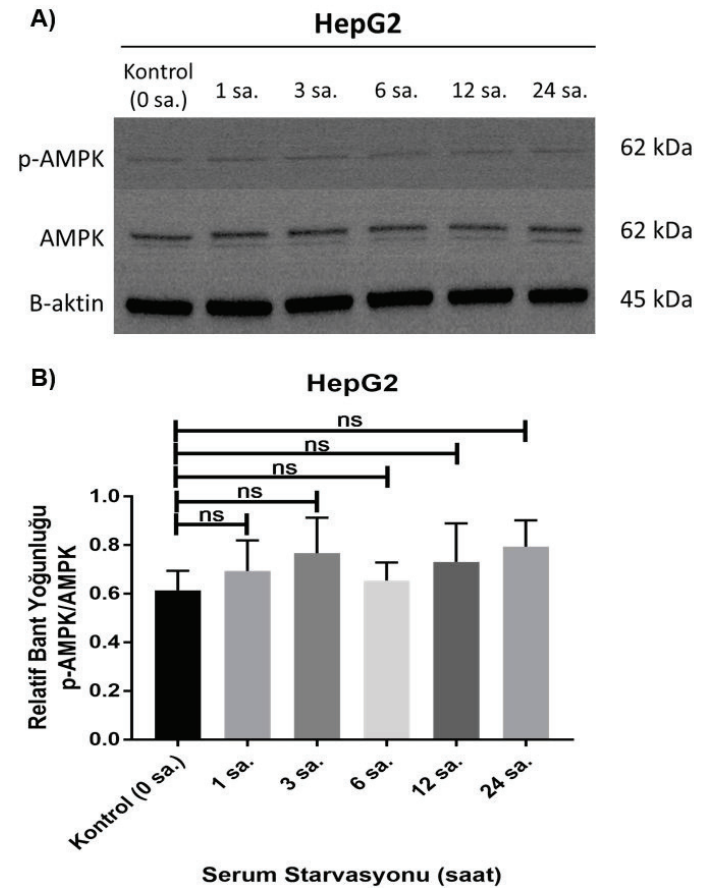 A)
HepG2
Kontrol
(0 sa.)
1 sa.
3 sa.
6 sa.
12 sa.
24 sa.
p-AMPK
62 kDa
AMPK
62 kDa
B-aktin
45 kDa
B)
HepG2
ns
ns
ns
ns
ns
Relatif Bant Yoğunluğu
p-AMPK/AMPK
1.0
0.8
0.6
0.4
0.2
0.0
Kontrol (0 sa.)
1 sa.
3 sa.
6 sa.
12 sa.
24 sa.
Serum Starvasyonu (saat)